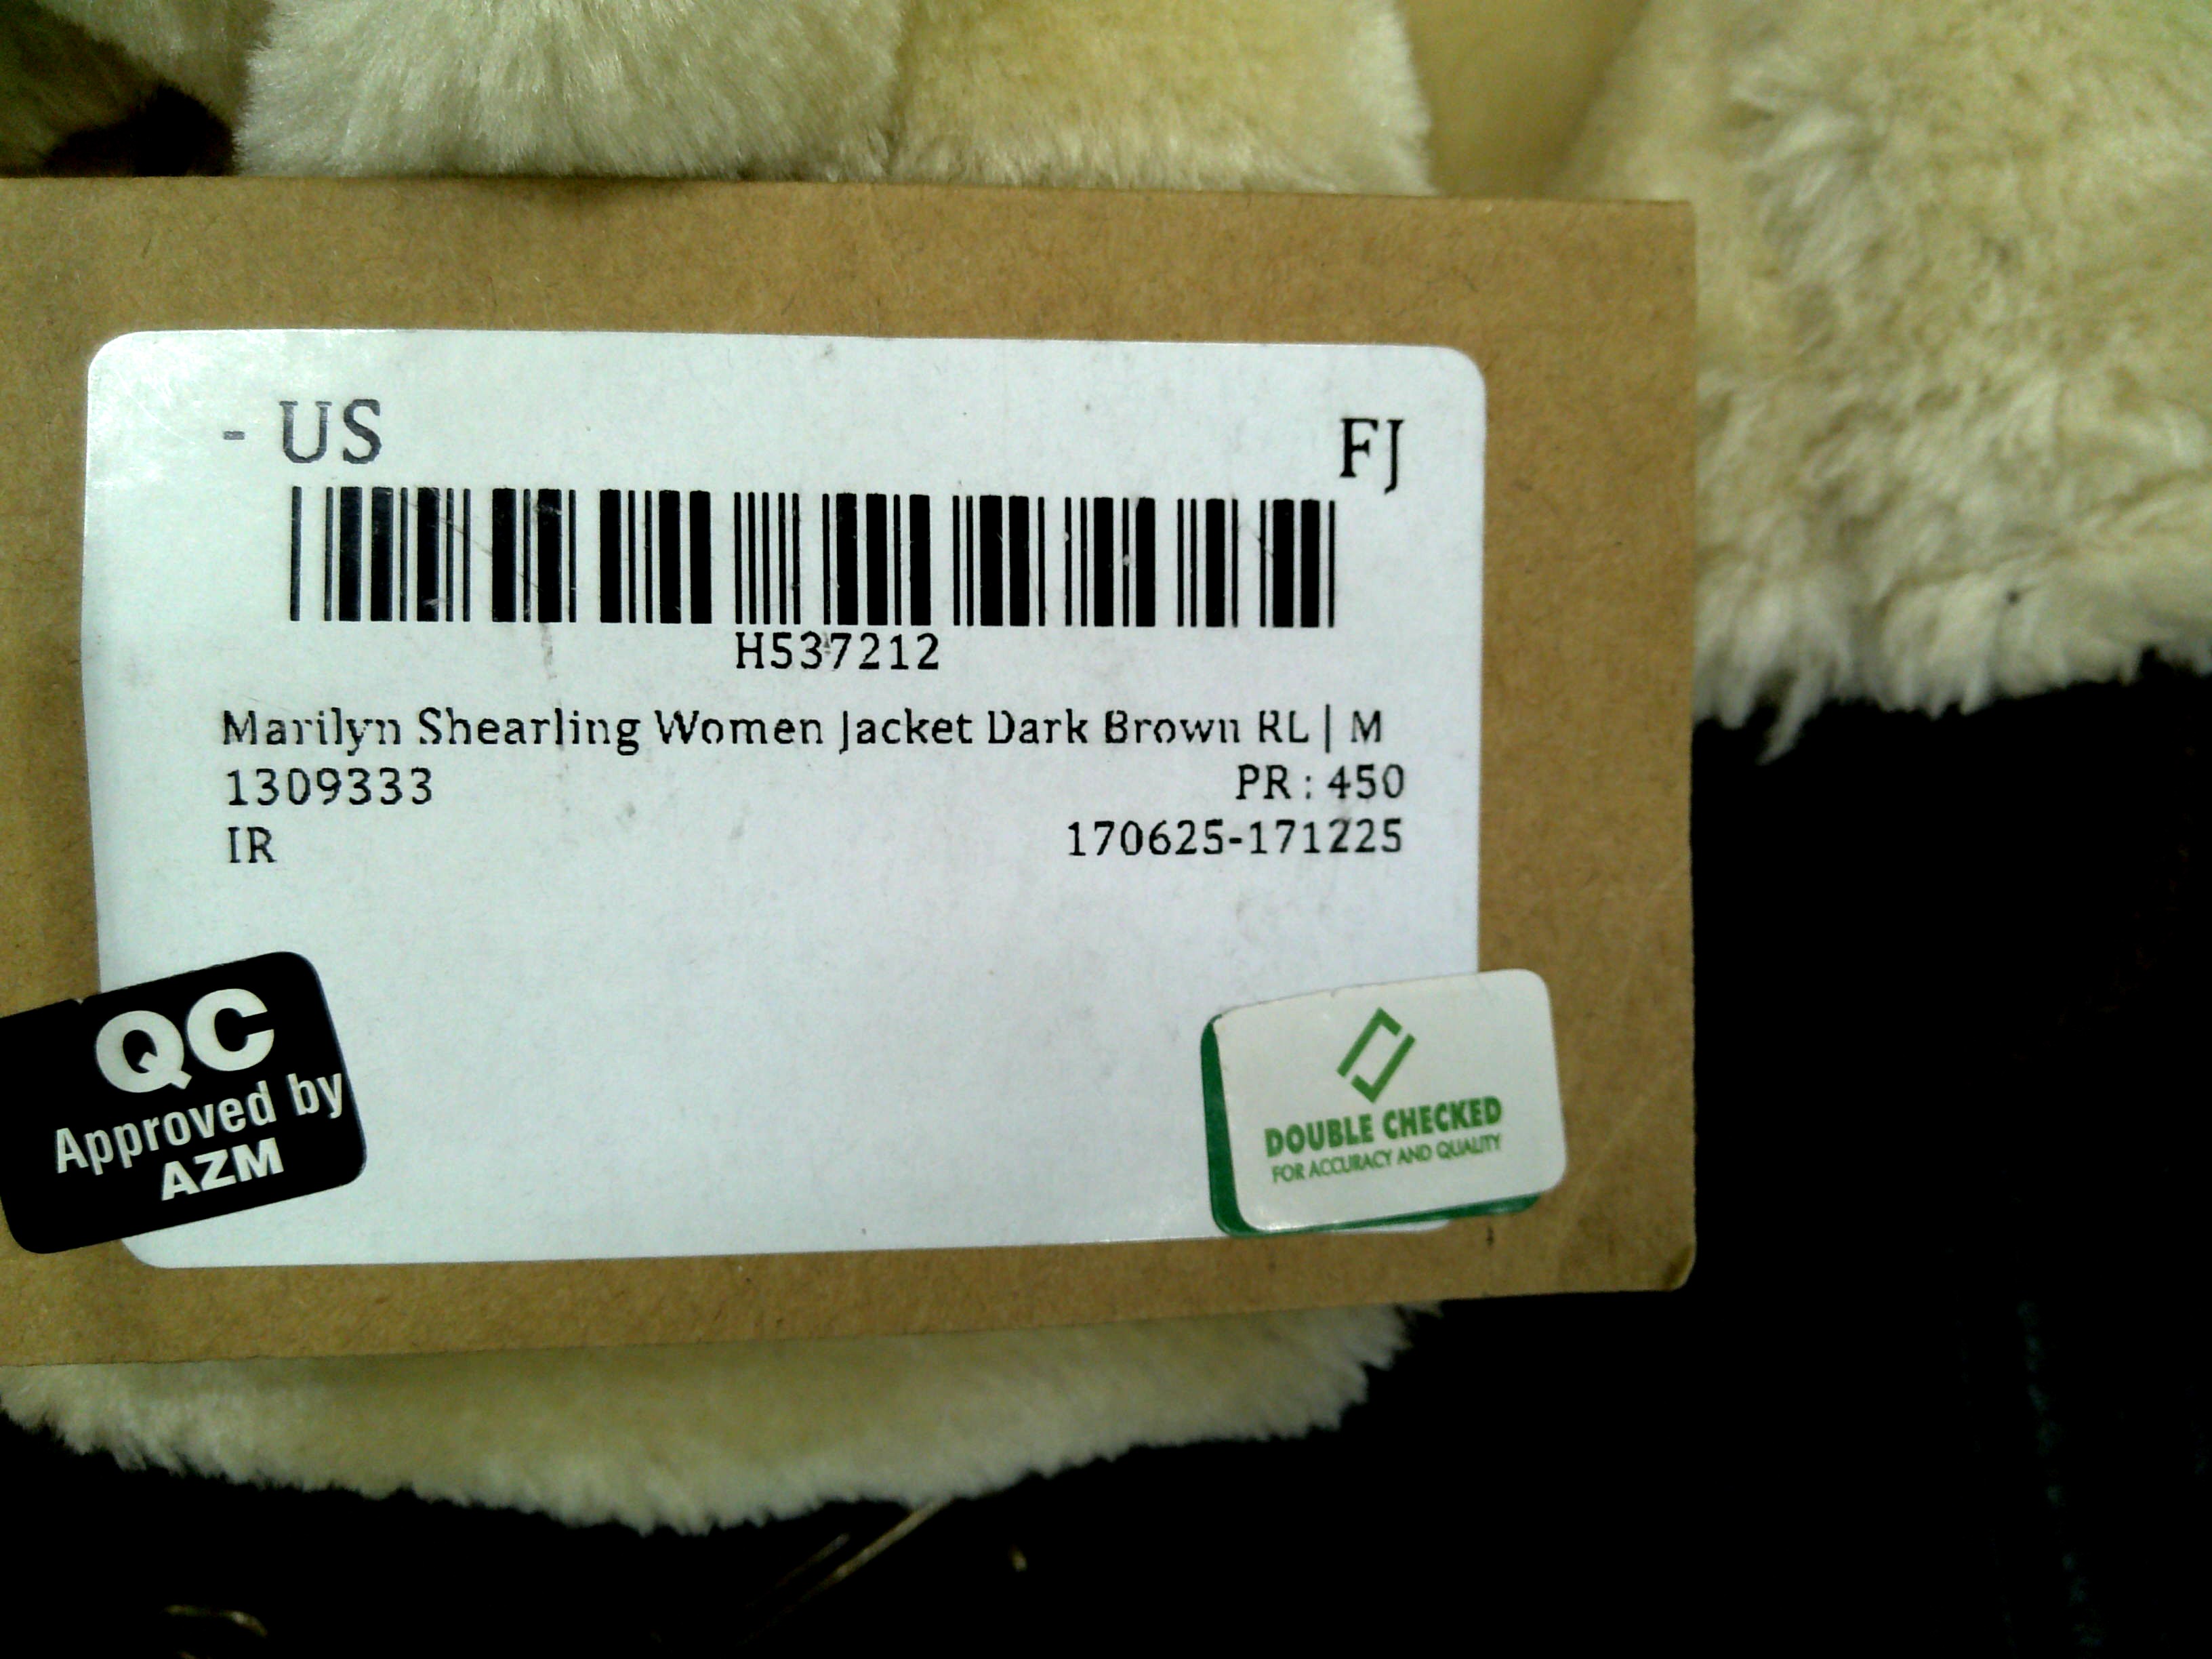 - US FJ
H537212
Marilyn Shearling Women Jacket Dark Brown RL | M
1309333 PR : 450
IR 170625-171225
QC
Approved by
AZM
DOUBLE CHECKED
FOR ACCURACY AND QUALITY